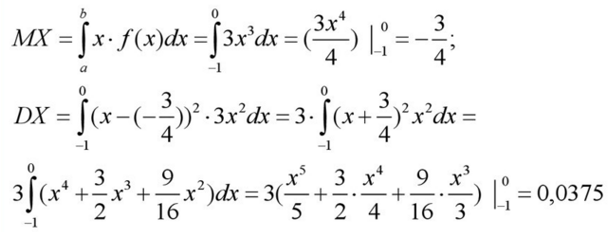 MX = ∫_a^b x · f(x)dx = ∫_{-1}^0 3x³dx = (3x⁴/4) |_{-1}^0 = -3/4;
DX = ∫_{-1}^0 (x-(-3/4))² · 3x²dx = 3 · ∫_{-1}^0 (x+3/4)² x²dx =
3∫_{-1}^0 (x⁴ + 3/2 x³ + 9/16 x²)dx = 3(x⁵/5 + 3/2 · x⁴/4 + 9/16 · x³/3) |_{-1}^0 = 0,0375